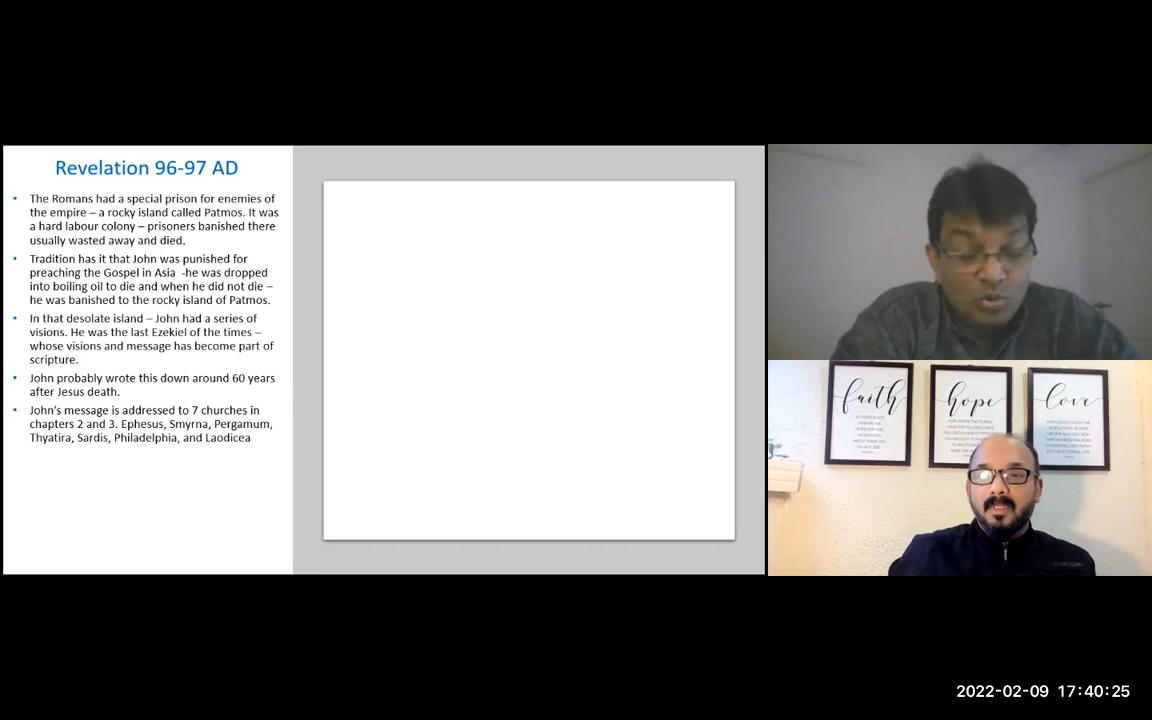 Revelation 96-97 AD
• The Romans had a special prison for enemies of
the empire – a rocky island called Patmos. It was
a hard labour colony – prisoners banished there
usually wasted away and died.
• Tradition has it that John was punished for
preaching the Gospel in Asia -he was dropped
into boiling oil to die and when he did not die –
he was banished to the rocky island of Patmos.
• In that desolate island – John had a series of
visions. He was the last Ezekiel of the times –
whose visions and message has become part of
scripture.
• John probably wrote this down around 60 years
after Jesus death.
• John's message is addressed to 7 churches in
chapters 2 and 3. Ephesus, Smyrna, Pergamum,
Thyatira, Sardis, Philadelphia, and Laodicea
faith
hope
love
2022-02-09 17:40:25